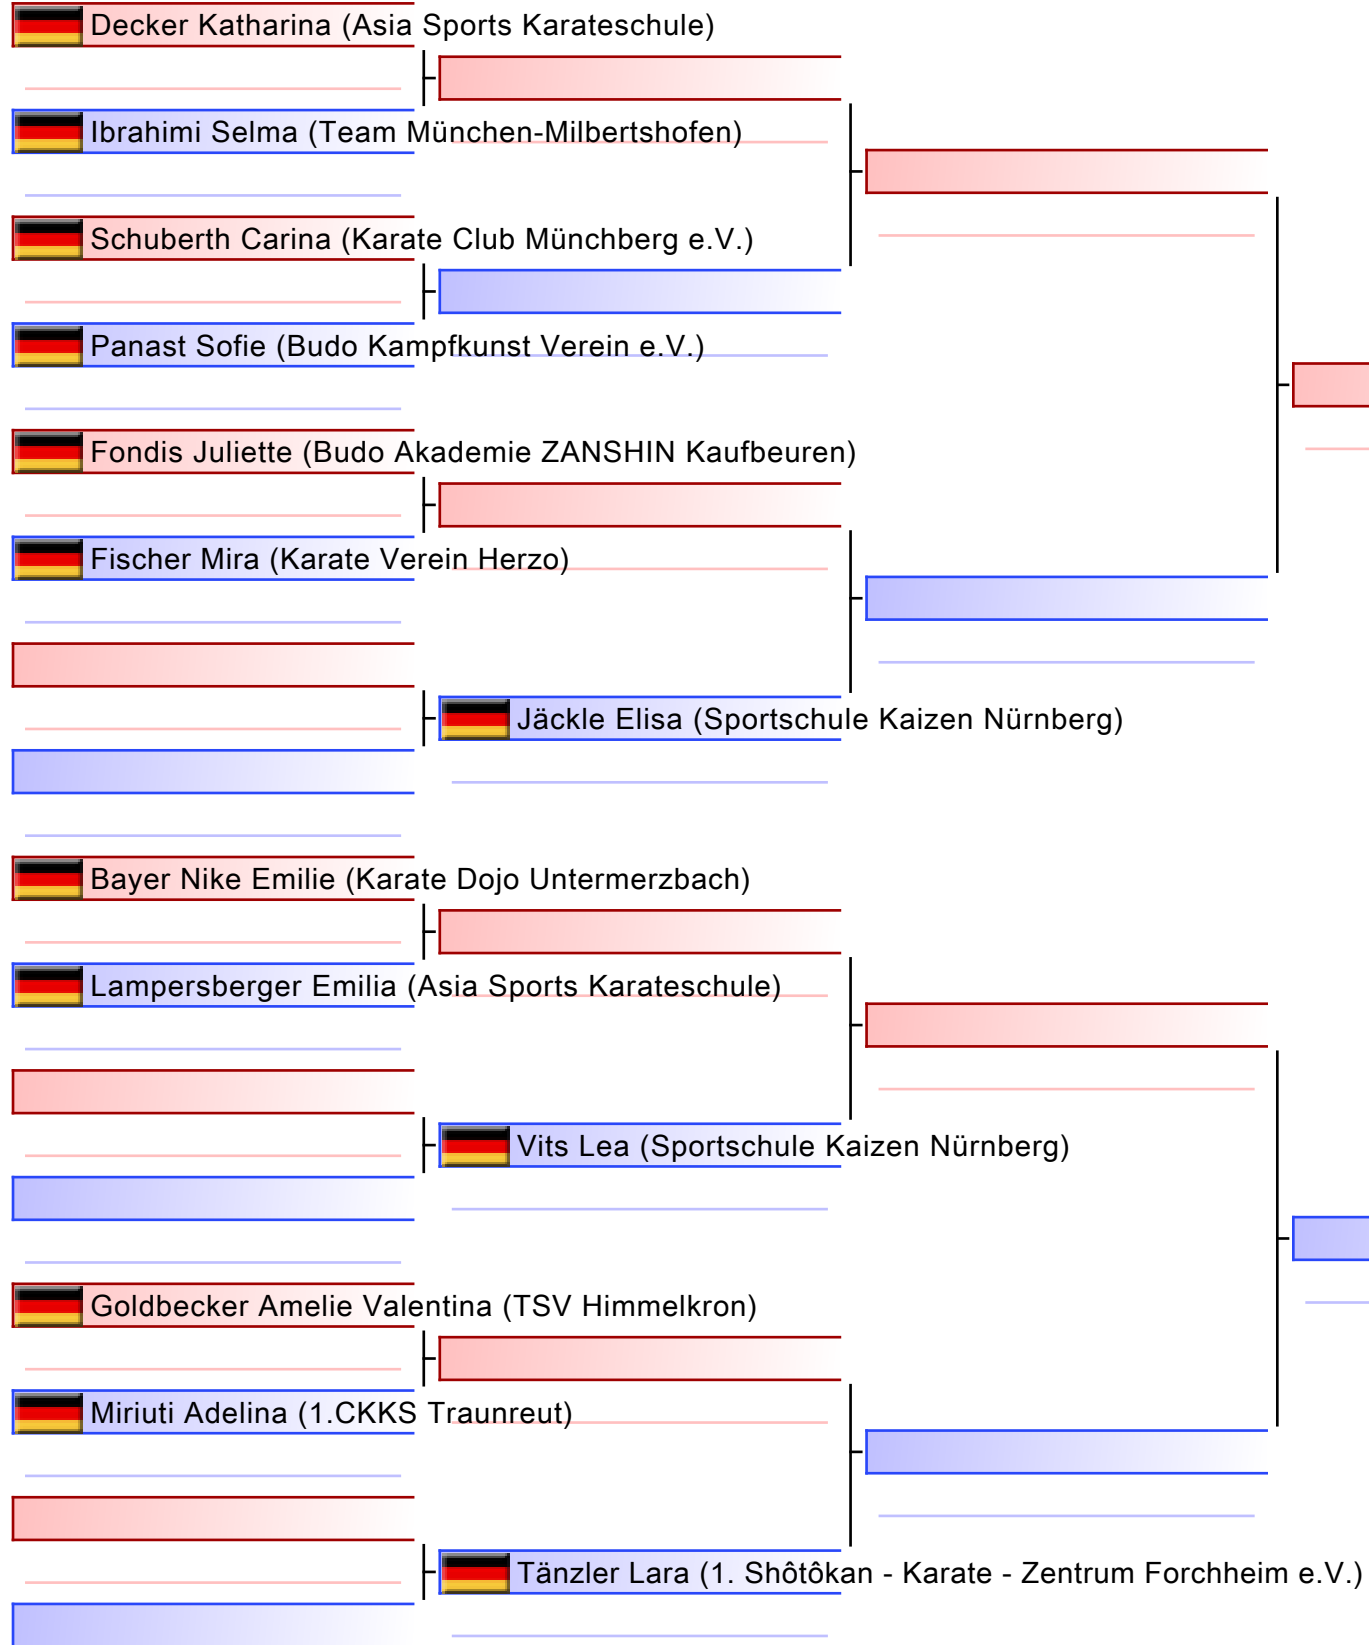 Decker Katharina (Asia Sports Karateschule)
Ibrahimi Selma (Team München-Milbertshofen)
Schuberth Carina (Karate Club Münchberg e.V.)
Panast Sofie (Budo Kampfkunst Verein e.V.)
Fondis Juliette (Budo Akademie ZANSHIN Kaufbeuren)
Fischer Mira (Karate Verein Herzo)
Jäckle Elisa (Sportschule Kaizen Nürnberg)
Bayer Nike Emilie (Karate Dojo Untermerzbach)
Lampersberger Emilia (Asia Sports Karateschule)
Vits Lea (Sportschule Kaizen Nürnberg)
Goldbecker Amelie Valentina (TSV Himmelkron)
Miriuti Adelina (1.CKKS Traunreut)
Tänzler Lara (1. Shôtôkan - Karate - Zentrum Forchheim e.V.)